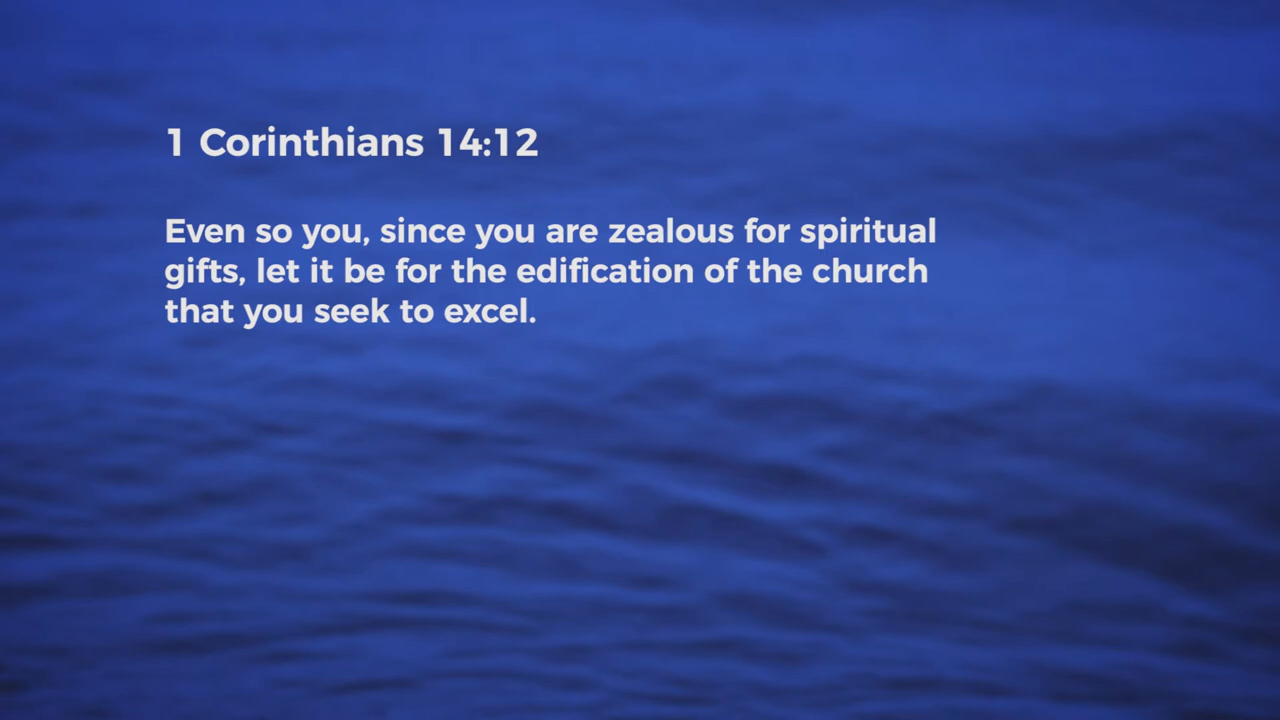 1 Corinthians 14:12
Even so you, since you are zealous for spiritual
gifts, let it be for the edification of the church
that you seek to excel.